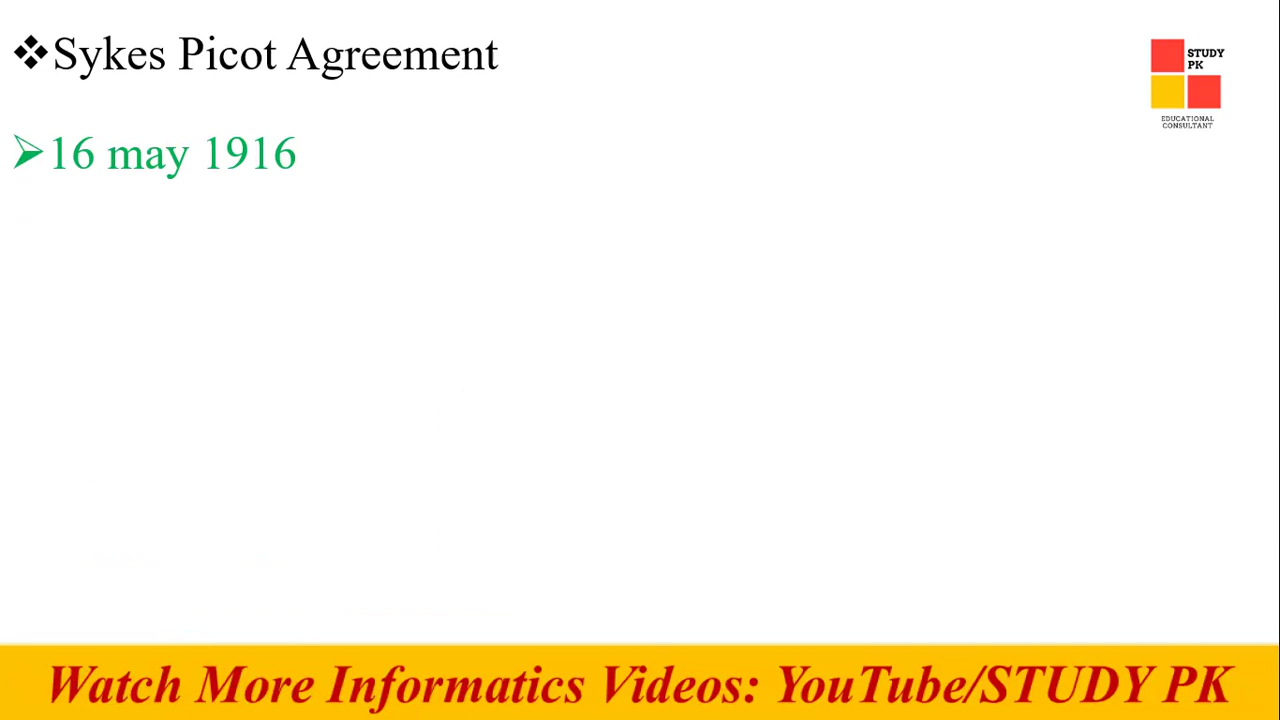 ❖Sykes Picot Agreement
➢16 may 1916
STUDY
PK
EDUCATIONAL
CONSULTANT
Watch More Informatics Videos: YouTube/STUDY PK